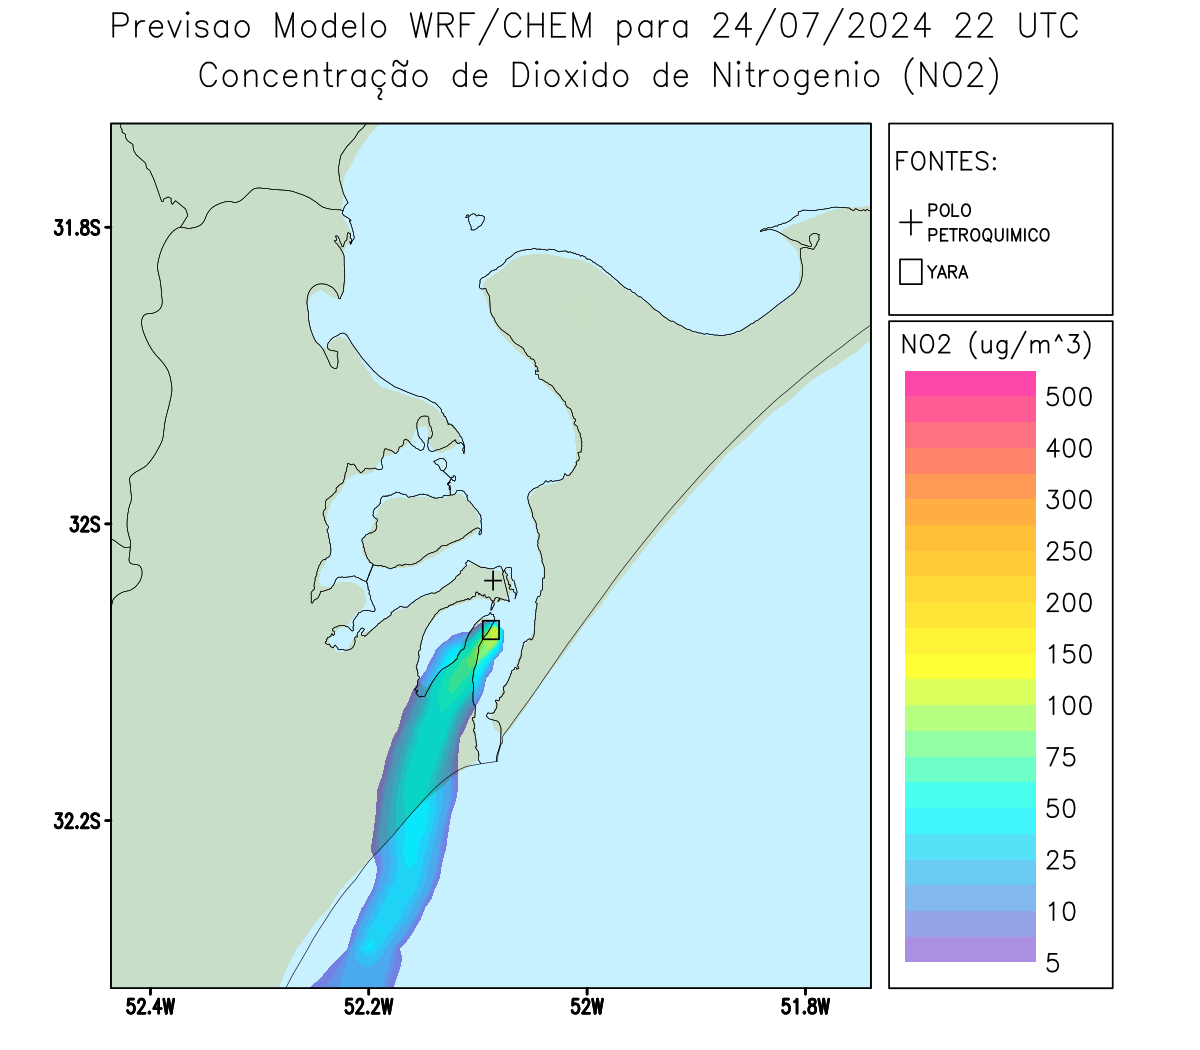 Previsao Modelo WRF/CHEM para 24/07/2024 22 UTC
Concentração de Dioxido de Nitrogenio (NO2)
FONTES:
POLO
PETROQUIMICO
YARA
NO2 (ug/m^3)
500
400
300
250
200
150
100
75
50
25
10
5
31.8S
32S
32.2S
52.4W
52.2W
52W
51.8W